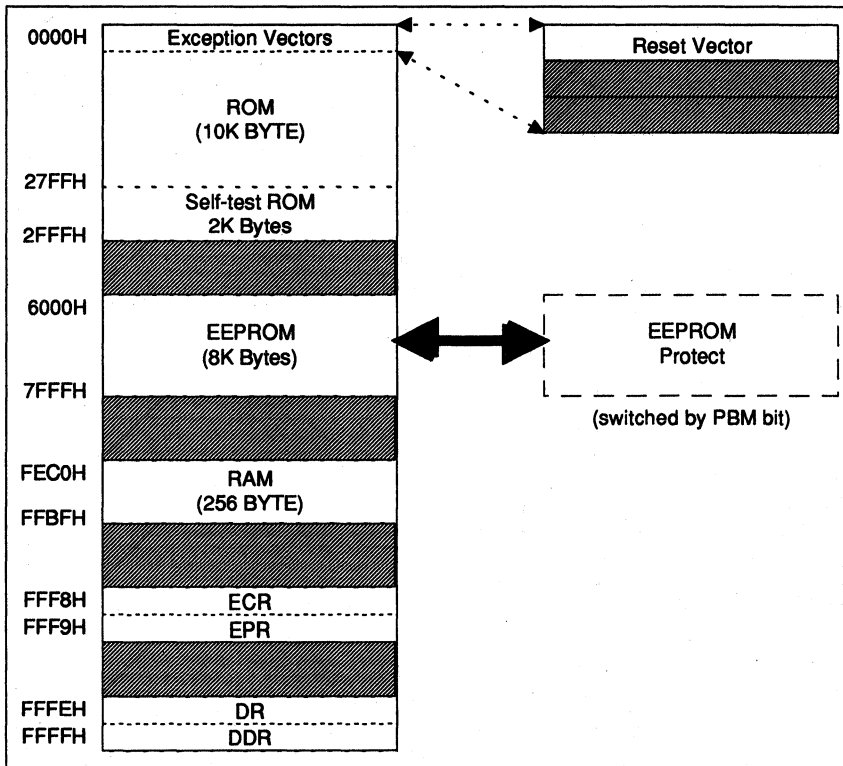 0000H
Exception Vectors
Reset Vector
ROM
(10K BYTE)
27FFH
Self-test ROM
2K Bytes
2FFFH
6000H
EEPROM
(8K Bytes)
EEPROM
Protect
7FFFH
(switched by PBM bit)
FEC0H
RAM
(256 BYTE)
FFBFH
FFF8H
ECR
FFF9H
EPR
FFFEH
DR
FFFFH
DDR